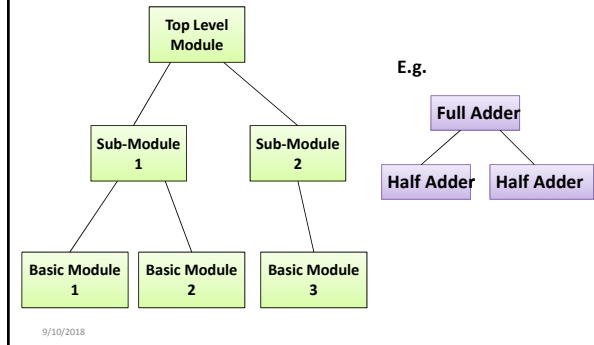 Top Level
Module
E.g.
Full Adder
Sub-Module
1
Sub-Module
2
Half Adder
Half Adder
Basic Module
1
Basic Module
2
Basic Module
3
9/10/2018